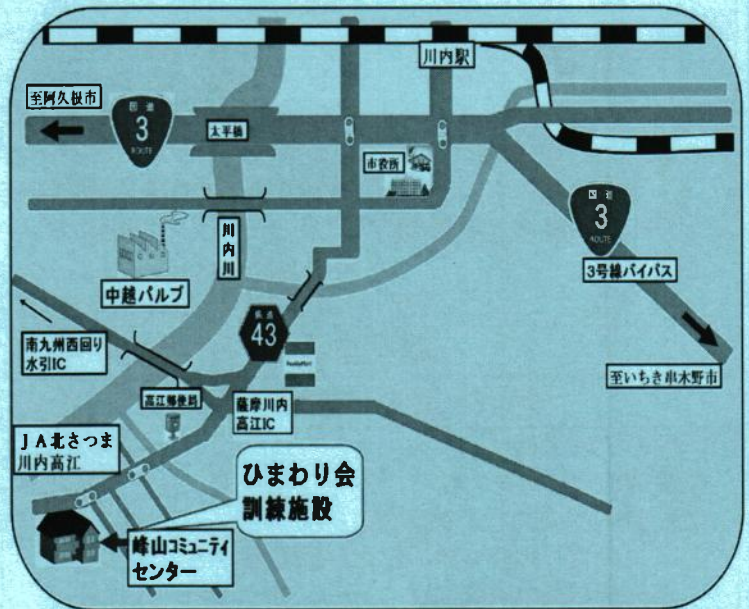 川内駅
至阿久根市
国道
3
ROUTE
太平橋
市役所
国道
3
ROUTE
川内川
3号線バイパス
中越パルプ
県道
43
南九州西回り
水引IC
FamilyMart
至いちき串木野市
高江郵便局
薩摩川内
高江IC
JA北さつま
川内高江
ひまわり会
訓練施設
峰山コミュニティ
センター